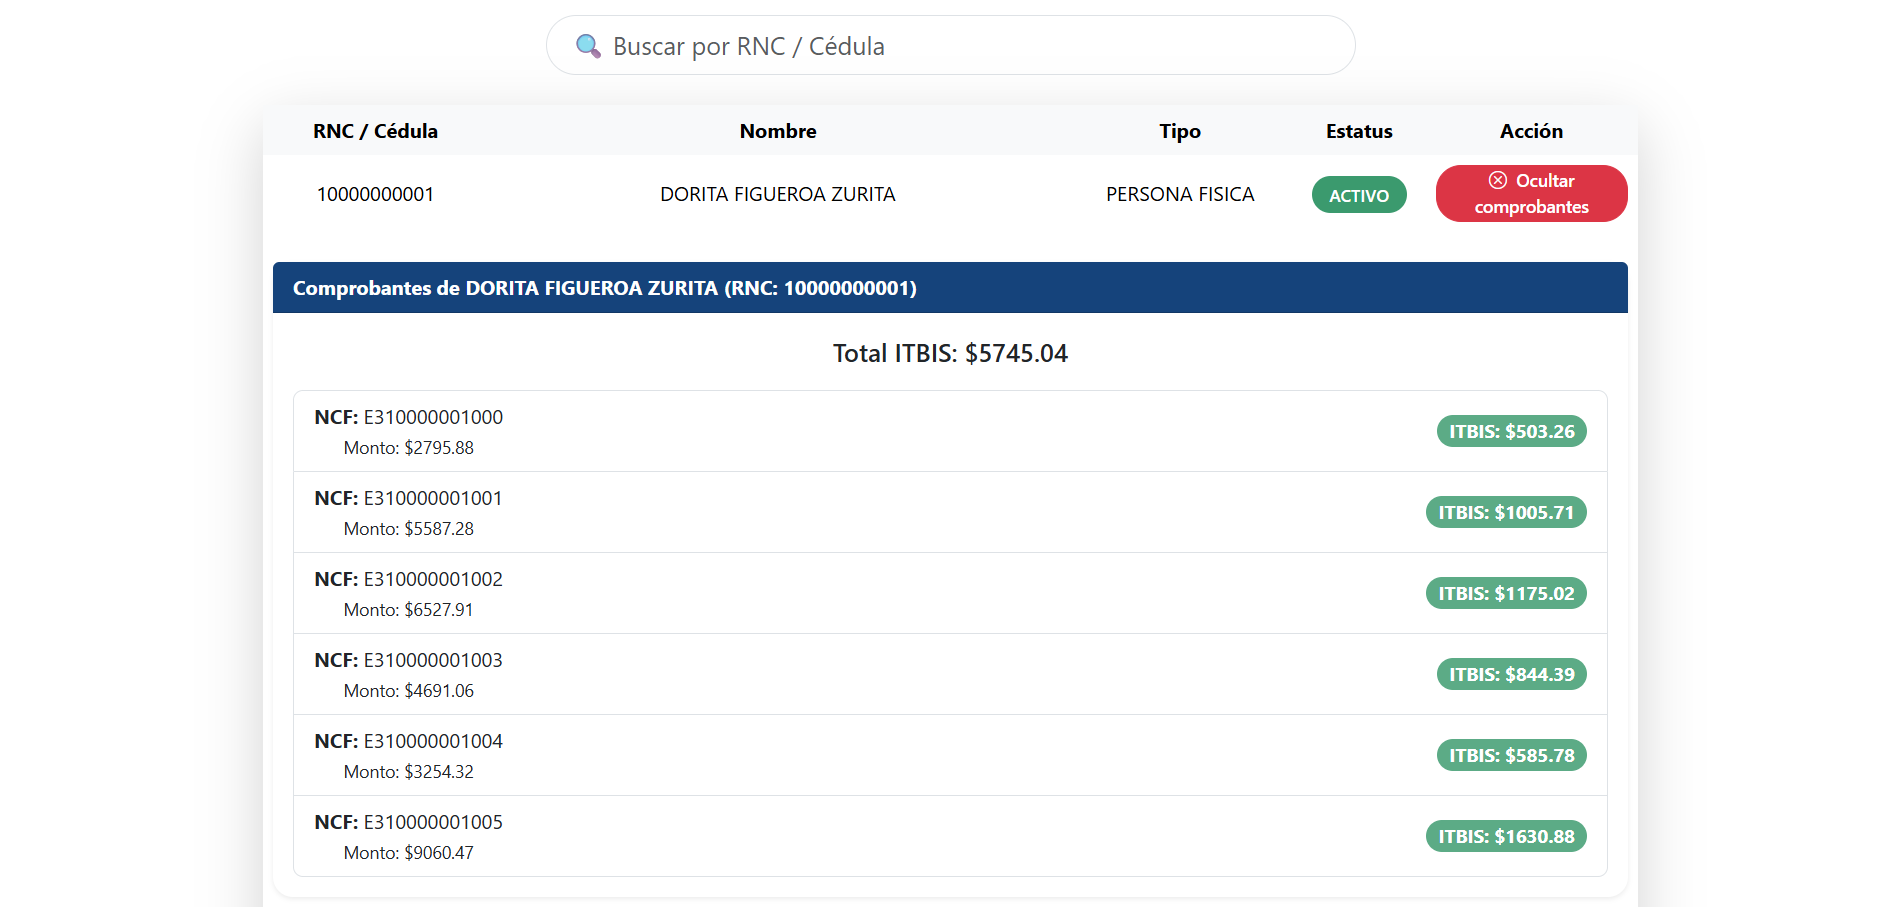 Buscar por RNC / Cédula
RNC / Cédula Nombre Tipo Estatus Acción
10000000001 DORITA FIGUEROA ZURITA PERSONA FISICA ACTIVO Ocultar comprobantes
Comprobantes de DORITA FIGUEROA ZURITA (RNC: 10000000001)
Total ITBIS: $5745.04
NCF: E310000001000
Monto: $2795.88
ITBIS: $503.26
NCF: E310000001001
Monto: $5587.28
ITBIS: $1005.71
NCF: E310000001002
Monto: $6527.91
ITBIS: $1175.02
NCF: E310000001003
Monto: $4691.06
ITBIS: $844.39
NCF: E310000001004
Monto: $3254.32
ITBIS: $585.78
NCF: E310000001005
Monto: $9060.47
ITBIS: $1630.88